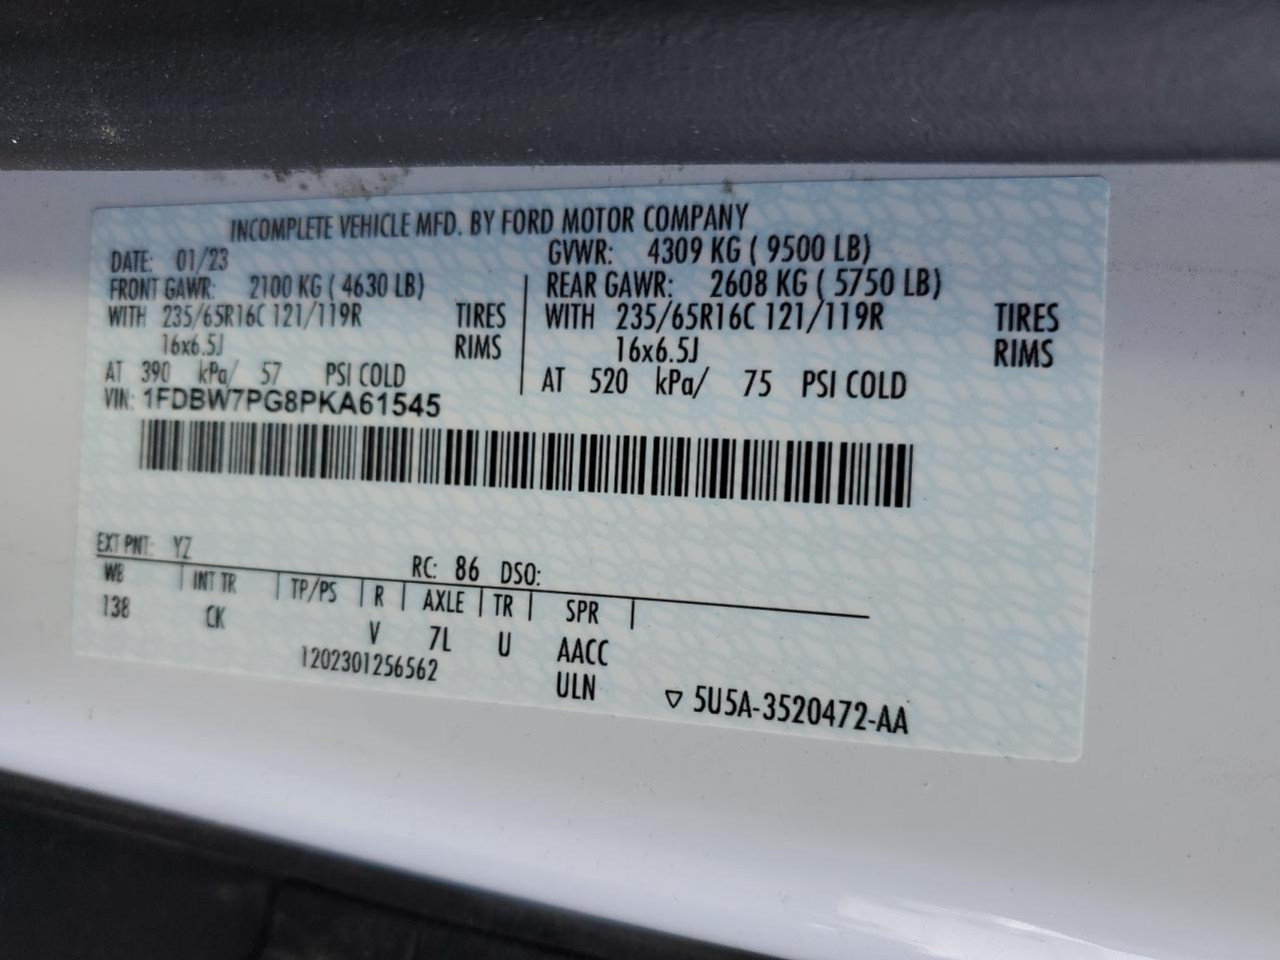 INCOMPLETE VEHICLE MFD. BY FORD MOTOR COMPANY
DATE: 01/23 GVWR: 4309 KG ( 9500 LB)
FRONT GAWR: 2100 KG ( 4630 LB) REAR GAWR: 2608 KG ( 5750 LB)
WITH 235/65R16C 121/119R TIRES WITH 235/65R16C 121/119R TIRES
16x6.5J RIMS 16x6.5J RIMS
AT 390 kPa/ 57 PSI COLD AT 520 kPa/ 75 PSI COLD
VIN: 1FDBW7PG8PKA61545
EXT PNT: YZ RC: 86 DSO:
WB INT TR TP/PS R AXLE TR SPR
138 CK V 7L U AACC
1202301256562 ULN 5U5A-3520472-AA